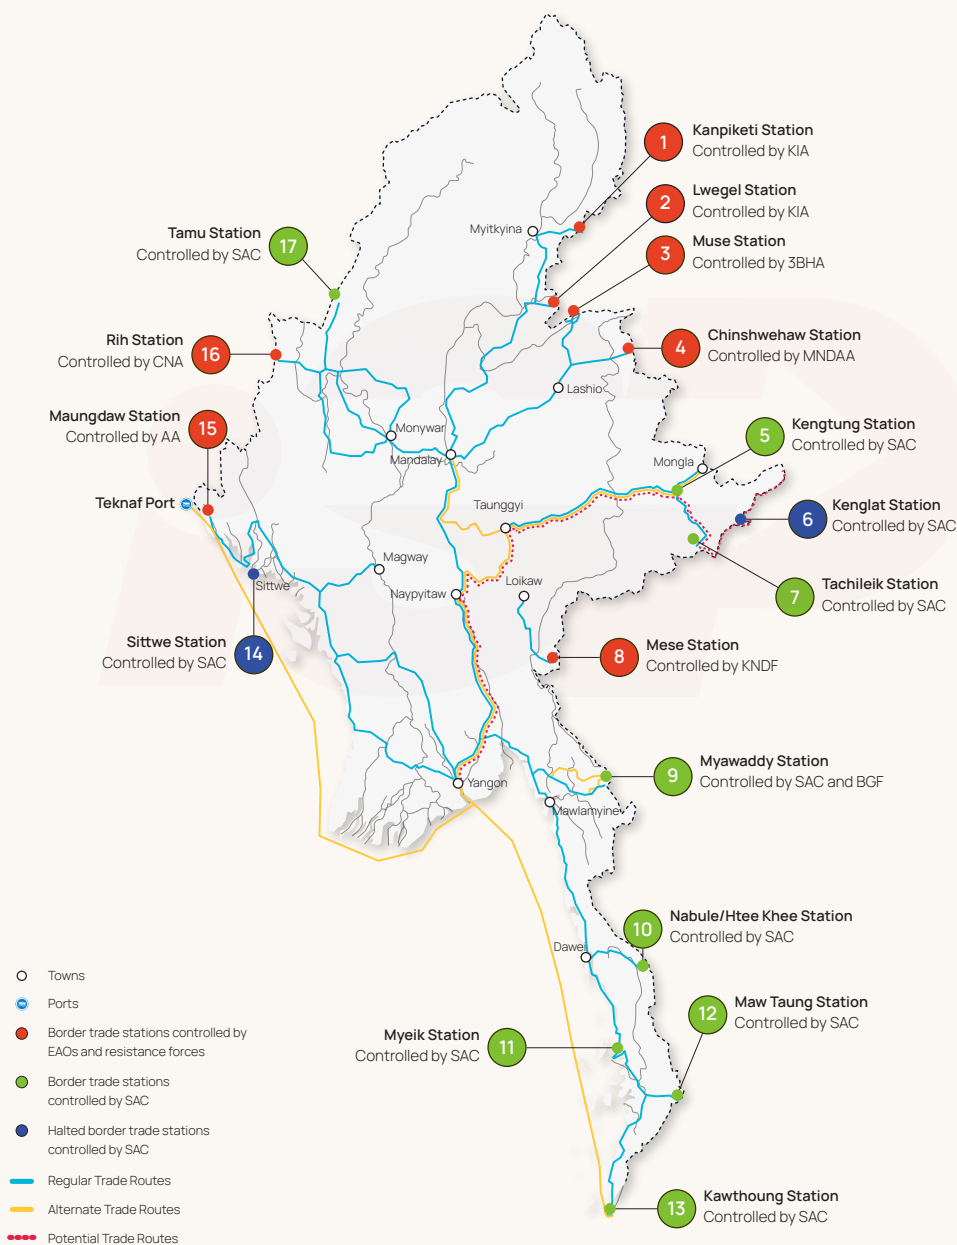 1
Kanpiketi Station
Controlled by KIA
2
Lwegel Station
Controlled by KIA
3
Muse Station
Controlled by 3BHA
Myitkyina
Tamu Station
Controlled by SAC
17
Rih Station
Controlled by CNA
16
Chinshwehaw Station
Controlled by MNDAA
4
Lashio
Maungdaw Station
Controlled by AA
15
Monywar
Mandalay
5
Kengtung Station
Controlled by SAC
Mongla
Teknaf Port
Taunggyi
6
Kenglat Station
Controlled by SAC
Magway
Loikaw
Naypyitaw
Sittwe
7
Tachileik Station
Controlled by SAC
Sittwe Station
Controlled by SAC
14
8
Mese Station
Controlled by KNDF
9
Myawaddy Station
Controlled by SAC and BGF
Yangon
Mawlamyine
10
Nabule/Htee Khee Station
Controlled by SAC
Dawei
12
Maw Taung Station
Controlled by SAC
Myeik Station
Controlled by SAC
11
13
Kawthoung Station
Controlled by SAC
Towns
Ports
Border trade stations controlled by
EAOs and resistance forces
Border trade stations
controlled by SAC
Halted border trade stations
controlled by SAC
Regular Trade Routes
Alternate Trade Routes
Potential Trade Routes